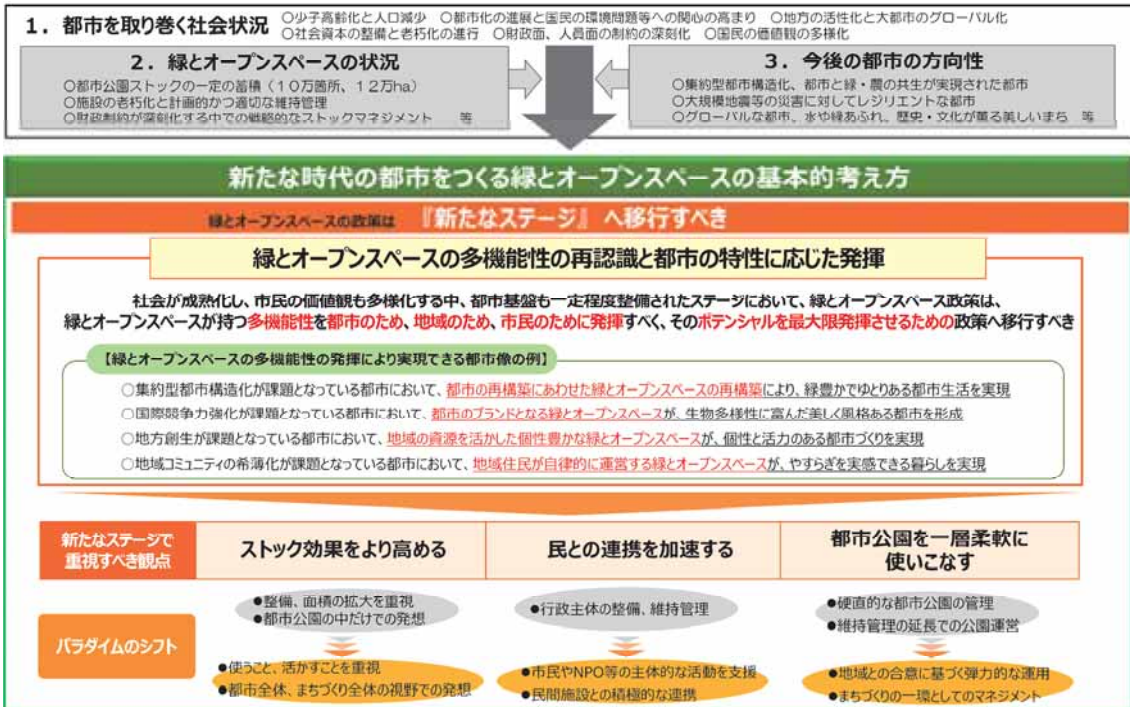 1．都市を取り巻く社会状況
○少子高齢化と人口減少 ○都市化の進展と国民の環境問題等への関心の高まり ○地方の活性化と大都市のグローバル化
○社会資本の整備と老朽化の進行 ○財政面、人員面の制約の深刻化 ○国民の価値観の多様化
2．緑とオープンスペースの状況
○都市公園ストックの一定の蓄積（１０万箇所、１２万ha）
○施設の老朽化と計画的かつ適切な維持管理
○財政制約が深刻化する中での戦略的なストックマネジメント 等
3．今後の都市の方向性
○集約型都市構造化、都市と緑・農の共生が実現された都市
○大規模地震等の災害に対してレジリエントな都市
○グローバルな都市、水や緑あふれ、歴史・文化が薫る美しいまち 等
新たな時代の都市をつくる緑とオープンスペースの基本的考え方
緑とオープンスペースの政策は 『新たなステージ』 へ移行すべき
緑とオープンスペースの多機能性の再認識と都市の特性に応じた発揮
社会が成熟化し、市民の価値観も多様化する中、都市基盤も一定程度整備されたステージにおいて、緑とオープンスペース政策は、
緑とオープンスペースが持つ多機能性を都市のため、地域のため、市民のために発揮すべく、そのポテンシャルを最大限発揮させるための政策へ移行すべき
【緑とオープンスペースの多機能性の発揮により実現できる都市像の例】
○集約型都市構造化が課題となっている都市において、都市の再構築にあわせた緑とオープンスペースの再構築により、緑豊かでゆとりある都市生活を実現
○国際競争力強化が課題となっている都市において、都市のブランドとなる緑とオープンスペースが、生物多様性に富んだ美しく風格ある都市を形成
○地方創生が課題となっている都市において、地域の資源を活かした個性豊かな緑とオープンスペースが、個性と活力のある都市づくりを実現
○地域コミュニティの希薄化が課題となっている都市において、地域住民が自律的に運営する緑とオープンスペースが、やすらぎを実感できる暮らしを実現
新たなステージで
重視すべき観点
ストック効果をより高める
民との連携を加速する
都市公園を一層柔軟に
使いこなす
パラダイムのシフト
●整備、面積の拡大を重視
●都市公園の中だけでの発想
●使うこと、活かすことを重視
●都市全体、まちづくり全体の視野での発想
●行政主体の整備、維持管理
●市民やNPO等の主体的な活動を支援
●民間施設との積極的な連携
●硬直的な都市公園の管理
●維持管理の延長での公園運営
●地域との合意に基づく弾力的な運用
●まちづくりの一環としてのマネジメント